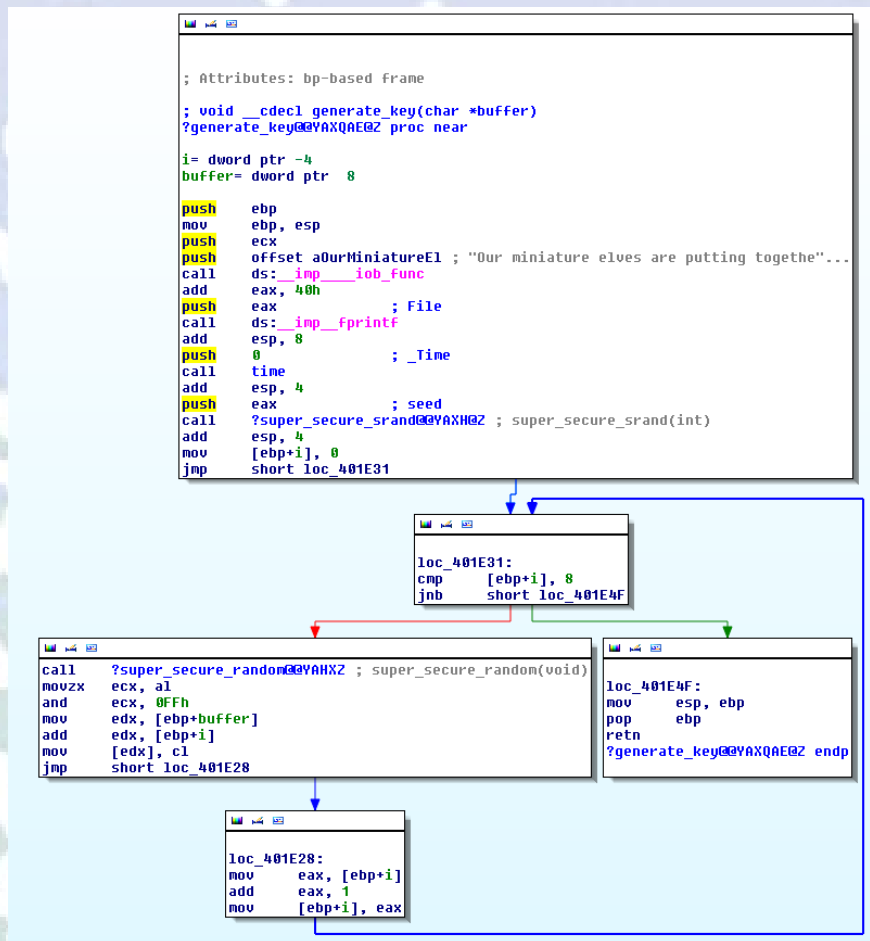 ; Attributes: bp-based frame
; void __cdecl generate_key(char *buffer)
?generate_key@@YAXQAE@Z proc near
i= dword ptr -4
buffer= dword ptr  8
push    ebp
mov     ebp, esp
push    ecx
push    offset aOurMiniatureEl ; "Our miniature elves are putting togethe"...
call    ds:__imp____iob_func
add     eax, 40h
push    eax             ; File
call    ds:__imp__fprintf
add     esp, 8
push    0               ; _Time
call    time
add     esp, 4
push    eax             ; seed
call    ?super_secure_srand@@YAXH@Z ; super_secure_srand(int)
add     esp, 4
mov     [ebp+i], 0
jmp     short loc_401E31
loc_401E31:
cmp     [ebp+i], 8
jnb     short loc_401E4F
call    ?super_secure_random@@YAHXZ ; super_secure_random(void)
movzx   ecx, al
and     ecx, 0FFh
mov     edx, [ebp+buffer]
add     edx, [ebp+i]
mov     [edx], cl
jmp     short loc_401E28
loc_401E4F:
mov     esp, ebp
pop     ebp
retn
?generate_key@@YAXQAE@Z endp
loc_401E28:
mov     eax, [ebp+i]
add     eax, 1
mov     [ebp+i], eax